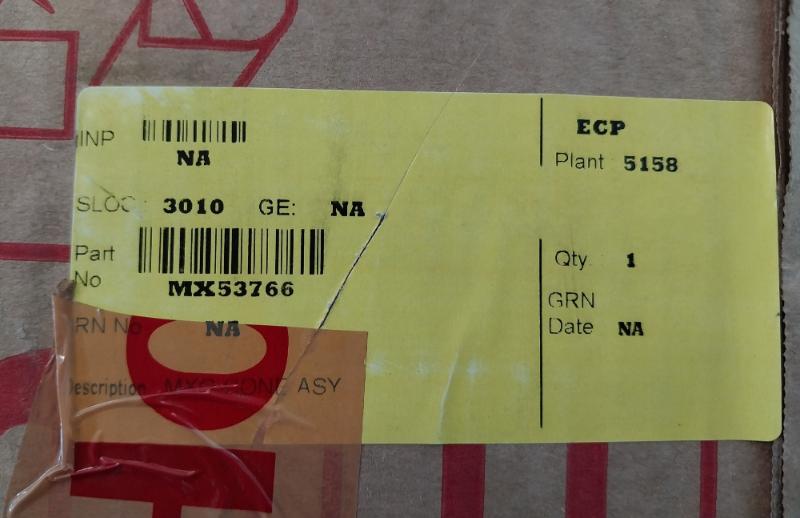 INP
NA
ECP
Plant 5158
SLOC: 3010 GE: NA
Part No
MX53766
Qty 1
GRN Date NA
RN No NA
Description ASY